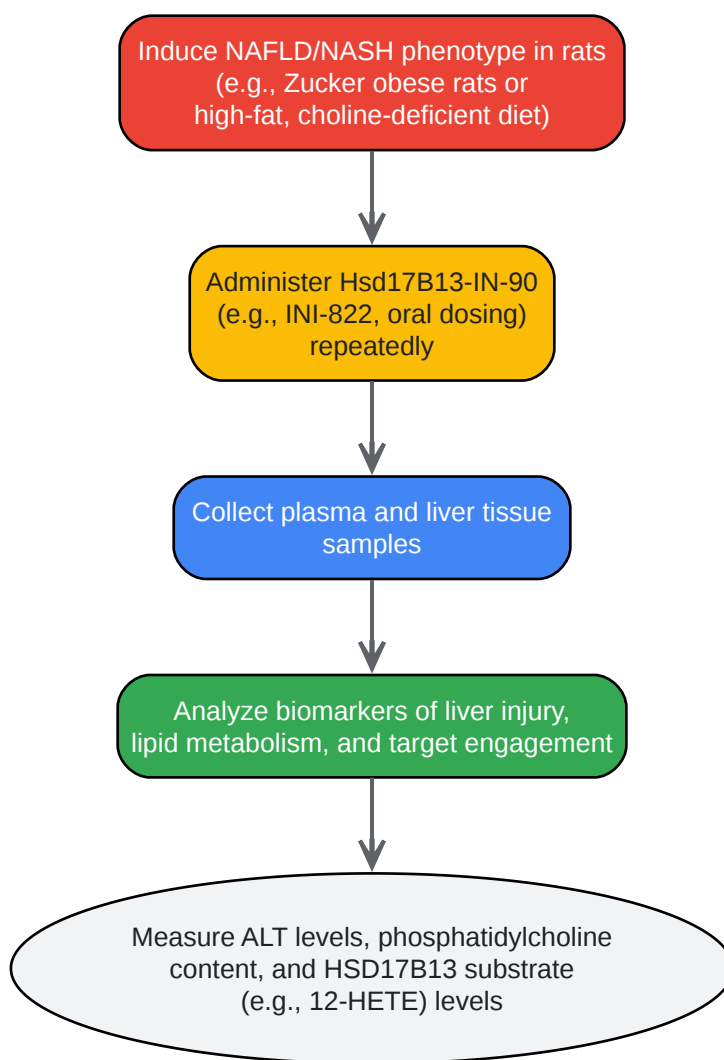 Induce NAFLD/NASH phenotype in rats
(e.g., Zucker obese rats or
high-fat, choline-deficient diet)
Administer Hsd17B13-IN-90
(e.g., INI-822, oral dosing)
repeatedly
Collect plasma and liver tissue
samples
Analyze biomarkers of liver injury,
lipid metabolism, and target engagement
Measure ALT levels, phosphatidylcholine
content, and HSD17B13 substrate
(e.g., 12-HETE) levels